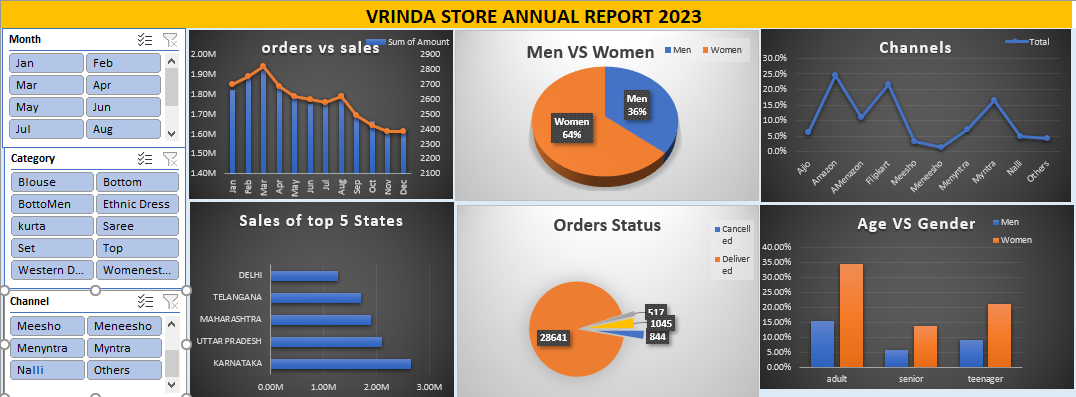 VRINDA STORE ANNUAL REPORT 2023
Month
Jan Feb
Mar Apr
May Jun
Jul Aug
Category
Blouse Bottom
BottoMen Ethnic Dress
kurta Saree
Set Top
Western D... Womenest...
Channel
Meesho Meneesho
Menyntra Myntra
Nalli Others
orders vs sales
Sum of Amount
2.00M 2900
1.90M 2800
2700
1.80M 2600
1.70M 2500
1.60M 2400
2300
1.50M 2200
1.40M 2100
Jan Feb Mar Apr May Jun Jul Aug Sep Oct Nov Dec
Men VS Women
Men Women
Men
36%
Women
64%
Channels
Total
30.0%
25.0%
20.0%
15.0%
10.0%
5.0%
0.0%
Ajio Amazon AMenazon Flipkart Meesho Meneesho Menyntra Myntra Nalli Others
Sales of top 5 States
DELHI
TELANGANA
MAHARASHTRA
UTTAR PRADESH
KARNATAKA
0.00M 1.00M 2.00M 3.00M
Orders Status
Cancell
ed
Deliver
ed
517
1045
844
28641
Age VS Gender
Men
Women
40.00%
35.00%
30.00%
25.00%
20.00%
15.00%
10.00%
5.00%
0.00%
adult senior teenager